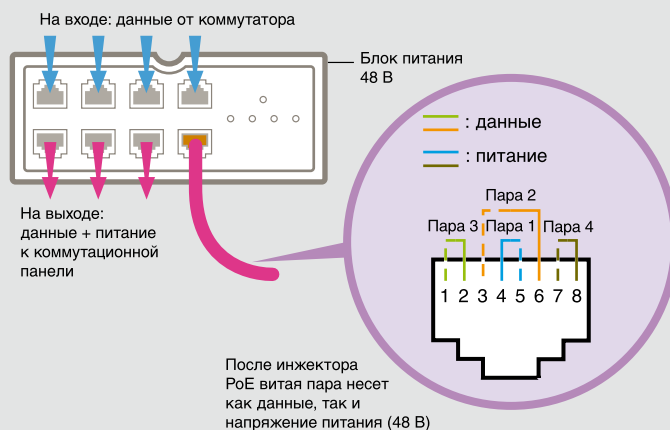 На входе: данные от коммутатора
Блок питания
48 В
: данные
: питание
Пара 2
Пара 3 Пара 1 Пара 4
1 2 3 4 5 6 7 8
На выходе:
данные + питание
к коммутационной
панели
После инжектора
PoE витая пара несет
как данные, так и
напряжение питания (48 В)